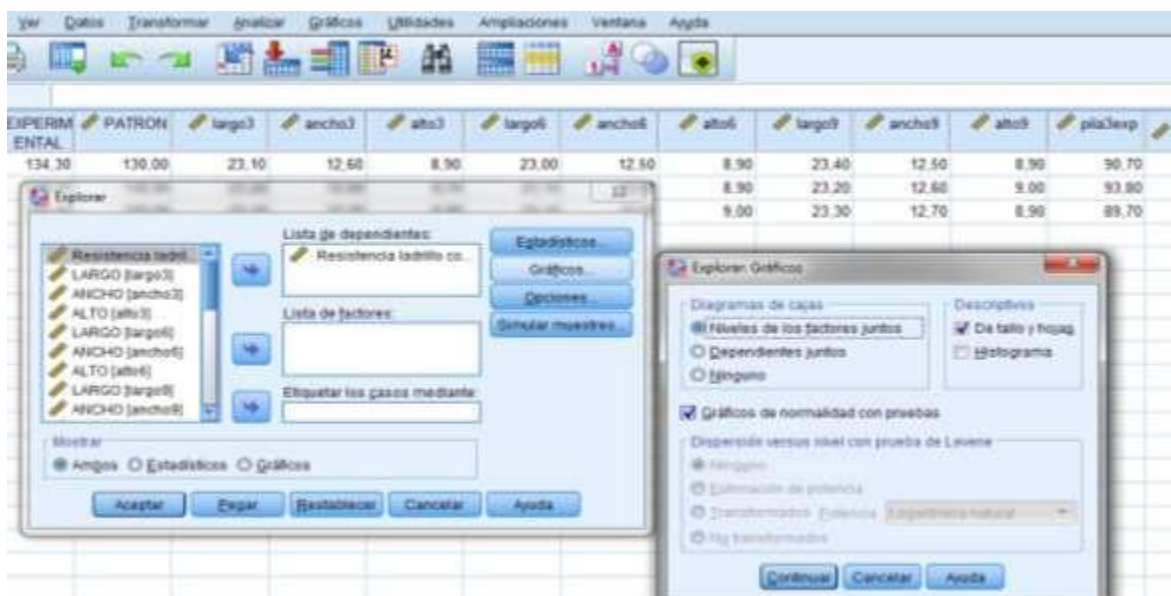 Ver Datos Transformar Analizar Gráficos Utilidades Ampliaciones Ventana Ayuda
EXPERIM ENTAL PATRON largo3 ancho3 alto3 largo6 ancho6 alto6 largo9 ancho9 alto9 pila3exp
134,30 130,00 23,10 12,60 8,90 23,00 12,50 8,90 23,40 12,50 8,90 90,70
8,90 23,20 12,60 9,00 93,80
9,00 23,30 12,70 8,90 89,70
Explorar
Resistencia ladril...
LARGO [largo3]
ANCHO [ancho3]
ALTO [alto3]
LARGO [largo6]
ANCHO [ancho6]
ALTO [alto6]
LARGO [largo9]
ANCHO [ancho9]
Lista de dependientes:
Resistencia ladrillo co...
Lista de factores:
Etiquetar los casos mediante:
Estadísticos...
Gráficos...
Opciones...
Simular muestreo...
Mostrar
Ambos Estadísticos Gráficos
Aceptar Pegar Restablecer Cancelar Ayuda
Explorar: Gráficos
Diagramas de cajas
Niveles de los factores juntos
Dependientes juntos
Ninguno
Descriptivos
De tallo y hojas
Histograma
Gráficos de normalidad con pruebas
Dispersión versus nivel con prueba de Levene
Ninguno
Estimación de potencia
Transformados Potencia: Logaritmo natural
No transformados
Continuar Cancelar Ayuda